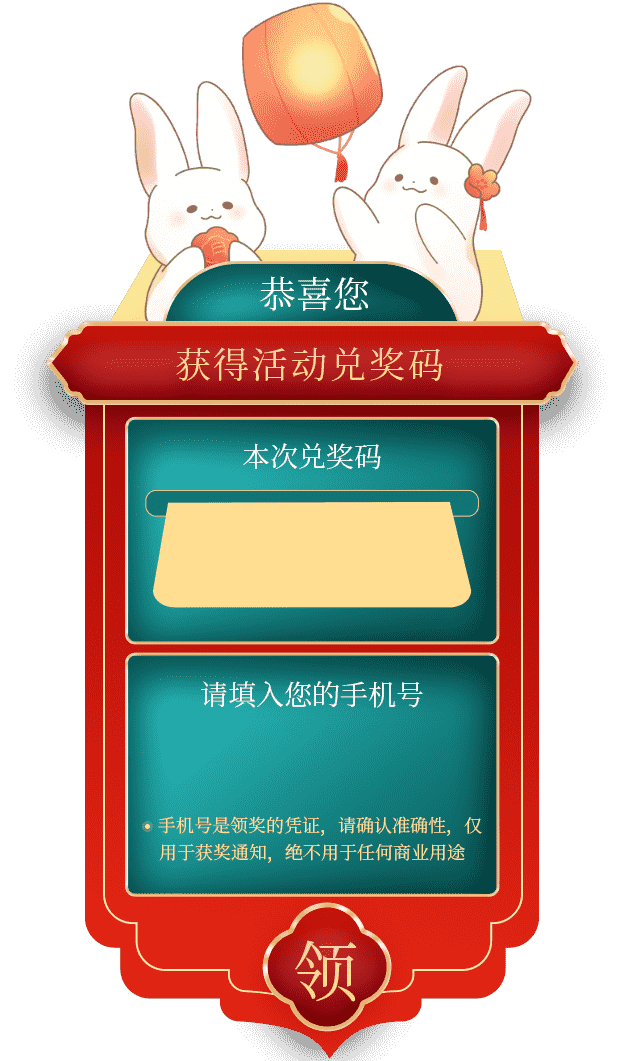 恭喜您
获得活动兑奖码
本次兑奖码
请填入您的手机号
手机号是领奖的凭证，请确认准确性，仅
用于获奖通知，绝不用于任何商业用途
领